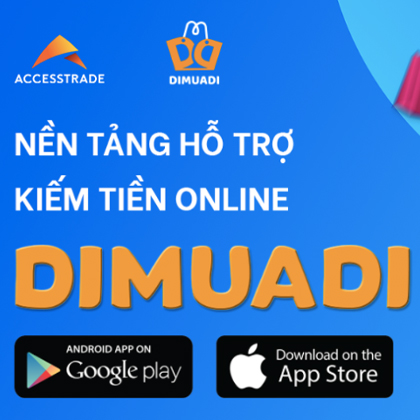 ACCESSTRADE
DIMUADI
NỀN TẢNG HỖ TRỢ
KIẾM TIỀN ONLINE
DIMUADI
ANDROID APP ON
Google play
Download on the
App Store